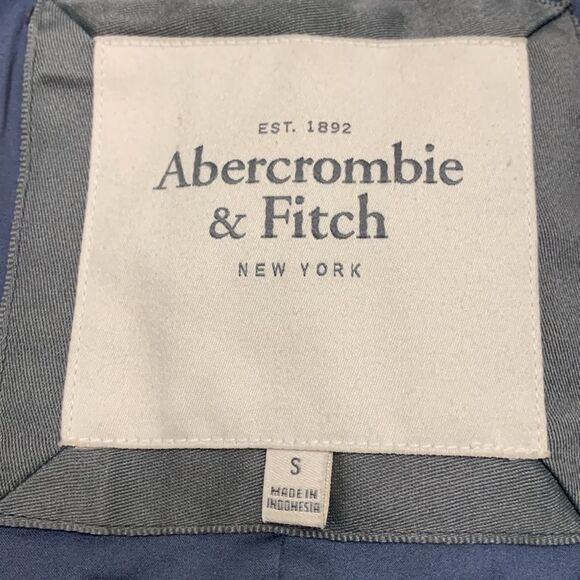 EST. 1892
Abercrombie
& Fitch
NEW YORK
S
MADE IN
INDONESIA